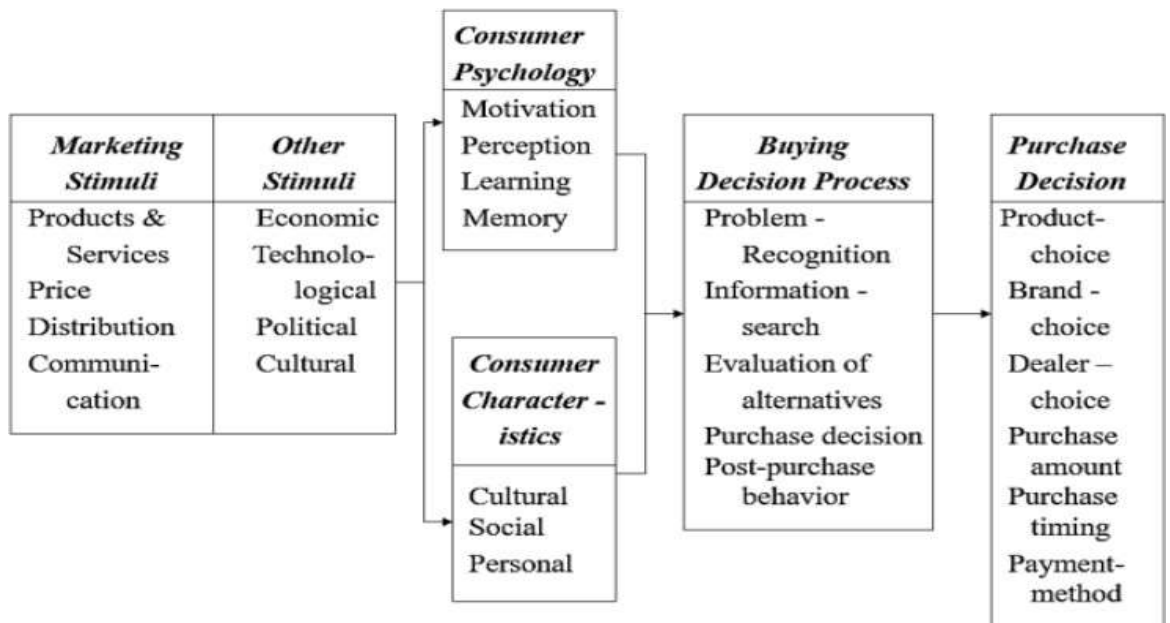 Marketing
Stimuli
Products &
Services
Price
Distribution
Communi-
cation
Other
Stimuli
Economic
Technolo-
logical
Political
Cultural
Consumer
Psychology
Motivation
Perception
Learning
Memory
Consumer
Character -
istics
Cultural
Social
Personal
Buying
Decision Process
Problem -
Recognition
Information -
search
Evaluation of
alternatives
Purchase decision
Post-purchase
behavior
Purchase
Decision
Product-
choice
Brand -
choice
Dealer –
choice
Purchase
amount
Purchase
timing
Payment-
method